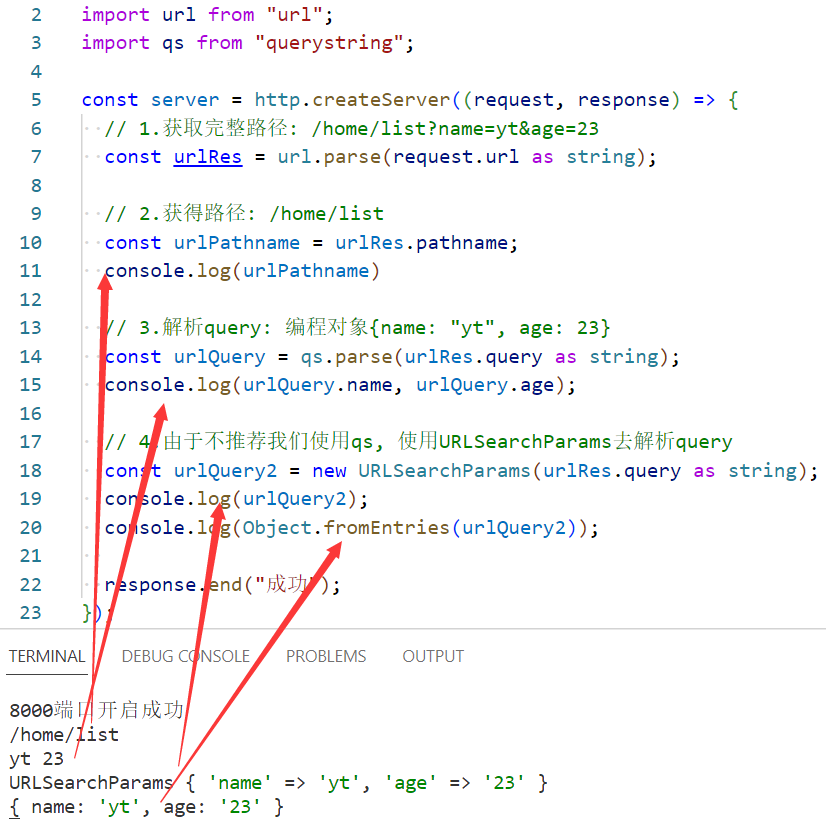 2 import url from "url";
3 import qs from "querystring";
4
5 const server = http.createServer((request, response) => {
6 // 1.获取完整路径: /home/list?name=yt&age=23
7 const urlRes = url.parse(request.url as string);
8
9 // 2.获得路径: /home/list
10 const urlPathname = urlRes.pathname;
11 console.log(urlPathname)
12
13 // 3.解析query: 编程对象{name: "yt", age: 23}
14 const urlQuery = qs.parse(urlRes.query as string);
15 console.log(urlQuery.name, urlQuery.age);
16
17 // 4.由于不推荐我们使用qs, 使用URLSearchParams去解析query
18 const urlQuery2 = new URLSearchParams(urlRes.query as string);
19 console.log(urlQuery2);
20 console.log(Object.fromEntries(urlQuery2));
21
22 response.end("成功");
23 });
TERMINAL DEBUG CONSOLE PROBLEMS OUTPUT
8000端口开启成功
/home/list
yt 23
URLSearchParams { 'name' => 'yt', 'age' => '23' }
{ name: 'yt', age: '23' }